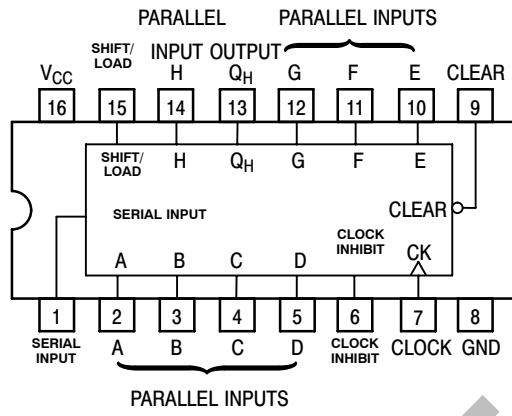 PARALLEL PARALLEL INPUTS
SHIFT/
LOAD
INPUT OUTPUT
VCC H QH G F E CLEAR
16 15 14 13 12 11 10 9
SHIFT/
LOAD
H QH G F E
SERIAL INPUT
CLEAR
CLOCK
INHIBIT
CK
A B C D
1 2 3 4 5 6 7 8
SERIAL
INPUT
A B C D
CLOCK
INHIBIT
CLOCK GND
PARALLEL INPUTS